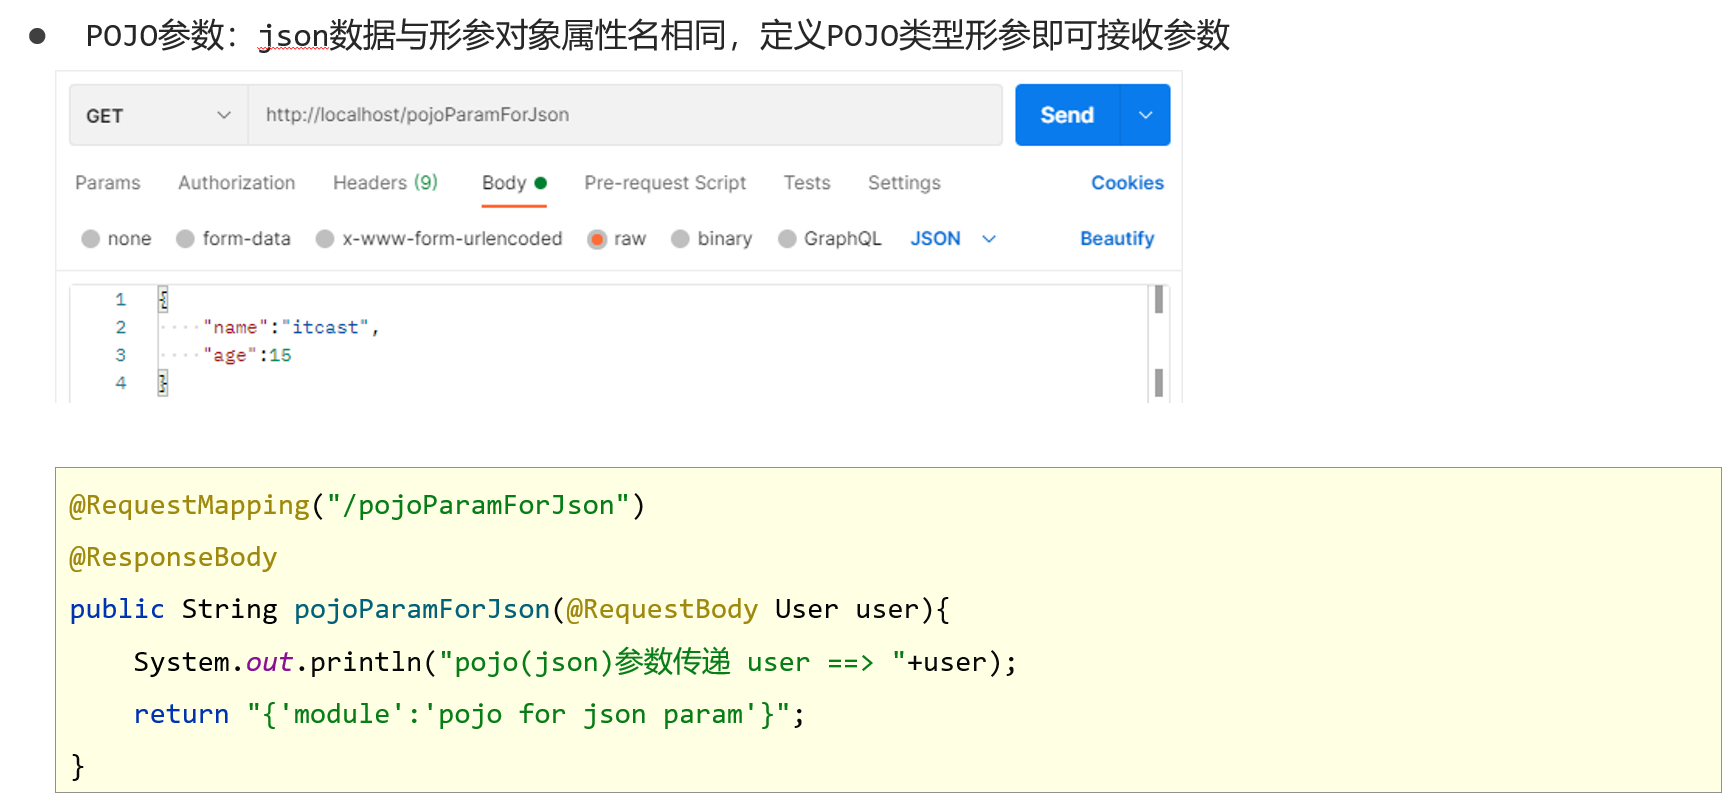 ● POJO参数：json数据与形参对象属性名相同，定义POJO类型形参即可接收参数
GET http://localhost/pojoParamForJson Send
Params Authorization Headers (9) Body Pre-request Script Tests Settings Cookies
none form-data x-www-form-urlencoded raw binary GraphQL JSON Beautify
1 {
2 ····"name":"itcast",
3 ····"age":15
4 }
@RequestMapping("/pojoParamForJson")
@ResponseBody
public String pojoParamForJson(@RequestBody User user){
    System.out.println("pojo(json)参数传递 user ==> "+user);
    return "{'module':'pojo for json param'}";
}